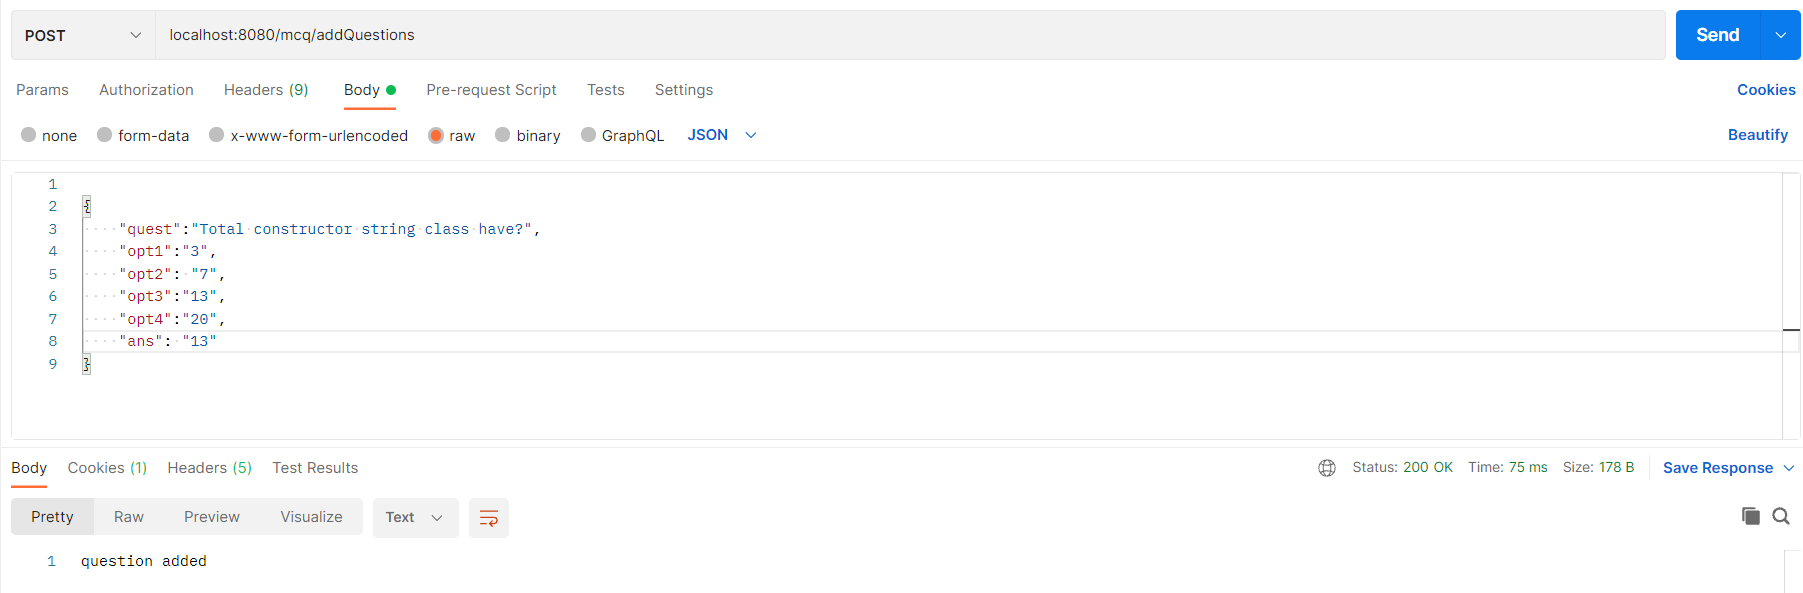 POST localhost:8080/mcq/addQuestions Send
Params Authorization Headers (9) Body Pre-request Script Tests Settings Cookies
none form-data x-www-form-urlencoded raw binary GraphQL JSON Beautify
1
2 {
3 "quest":"Total constructor string class have?",
4 "opt1":"3",
5 "opt2": "7",
6 "opt3":"13",
7 "opt4":"20",
8 "ans": "13"
9 }
Body Cookies (1) Headers (5) Test Results Status: 200 OK Time: 75 ms Size: 178 B Save Response
Pretty Raw Preview Visualize Text
1 question added